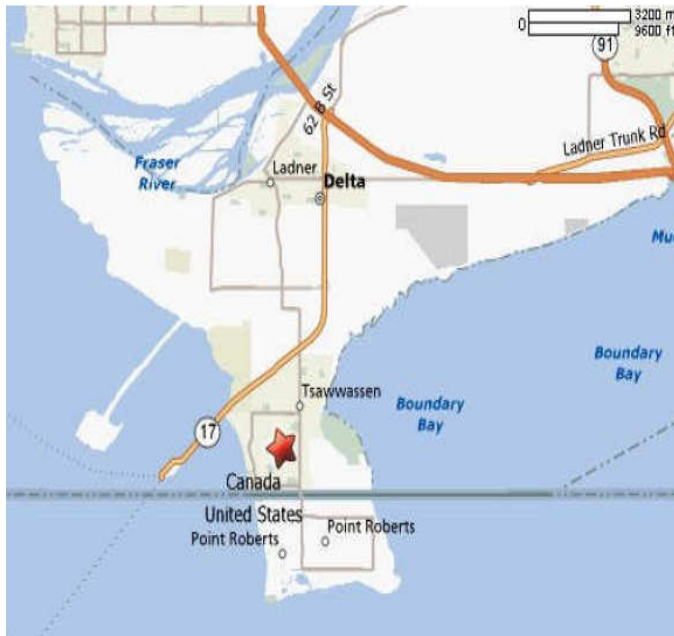 0
3200 m
9600 ft
91
62 B St
Ladner Trunk Rd
Fraser
River
Ladner
Delta
Boundary
Bay
Tsawwassen
Boundary
Bay
17
Canada
United States
Point Roberts
Point Roberts